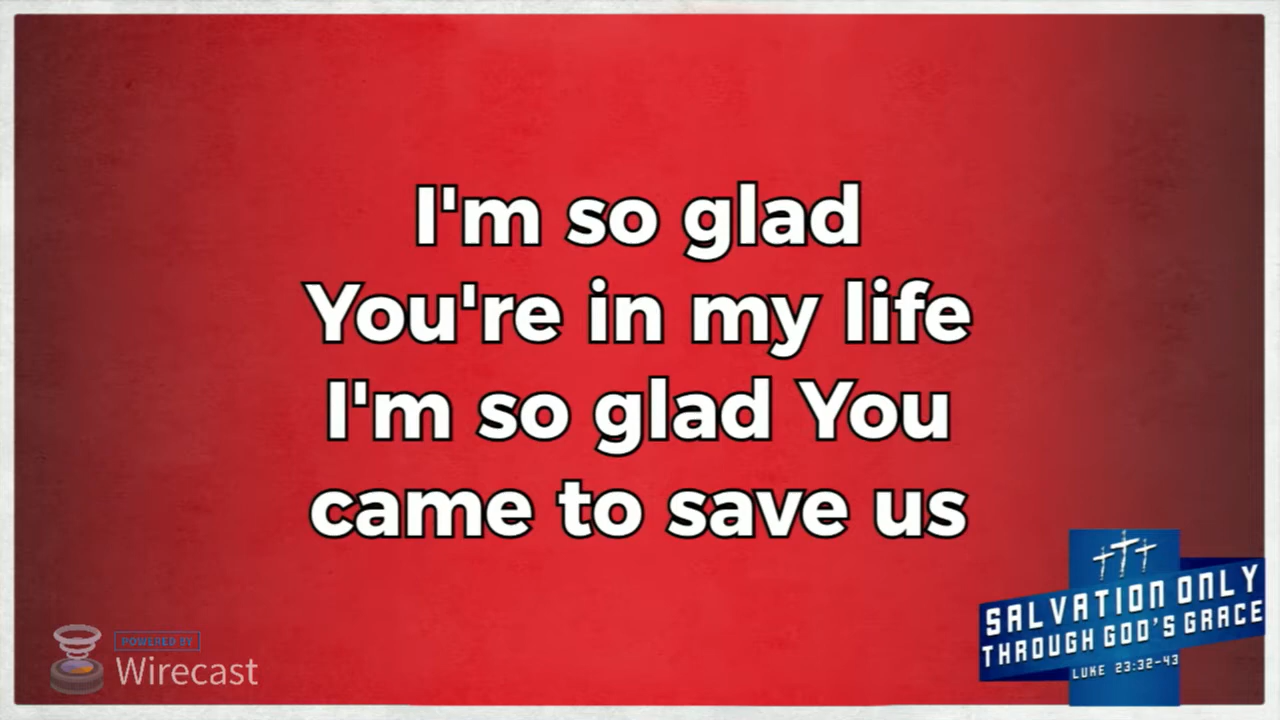 I'm so glad
You're in my life
I'm so glad You
came to save us
SALVATION ONLY
THROUGH GOD'S GRACE
LUKE 23:32-43
POWERED BY
Wirecast